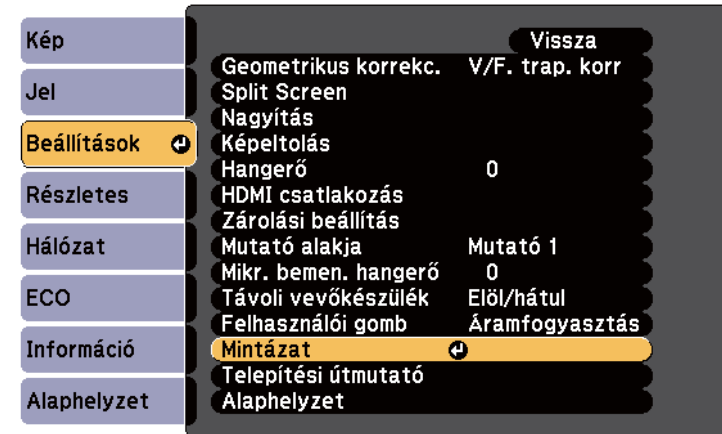 Kép
Jel
Beállítások
Részletes
Hálózat
ECO
Információ
Alaphelyzet
Vissza
Geometrikus korrekc. V/F. trap. korr
Split Screen
Nagyítás
Képeltolás
Hangerő 0
HDMI csatlakozás
Zárolási beállítás
Mutató alakja Mutató 1
Mikr. bemen. hangerő 0
Távoli vevőkészülék Elöl/hátul
Felhasználói gomb Áramfogyasztás
Mintázat
Telepítési útmutató
Alaphelyzet